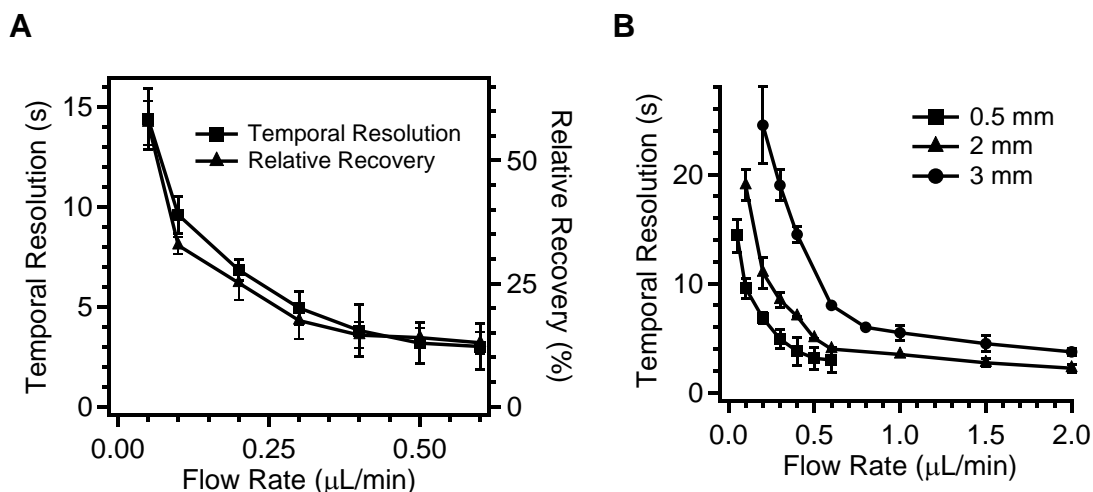 A
Temporal Resolution (s)
15
10
5
0
Temporal Resolution
Relative Recovery
50
25
0
Relative Recovery (%)
0.00 0.25 0.50
Flow Rate (μL/min)
B
Temporal Resolution (s)
20
10
0
0.5 mm
2 mm
3 mm
0.0 0.5 1.0 1.5 2.0
Flow Rate (μL/min)